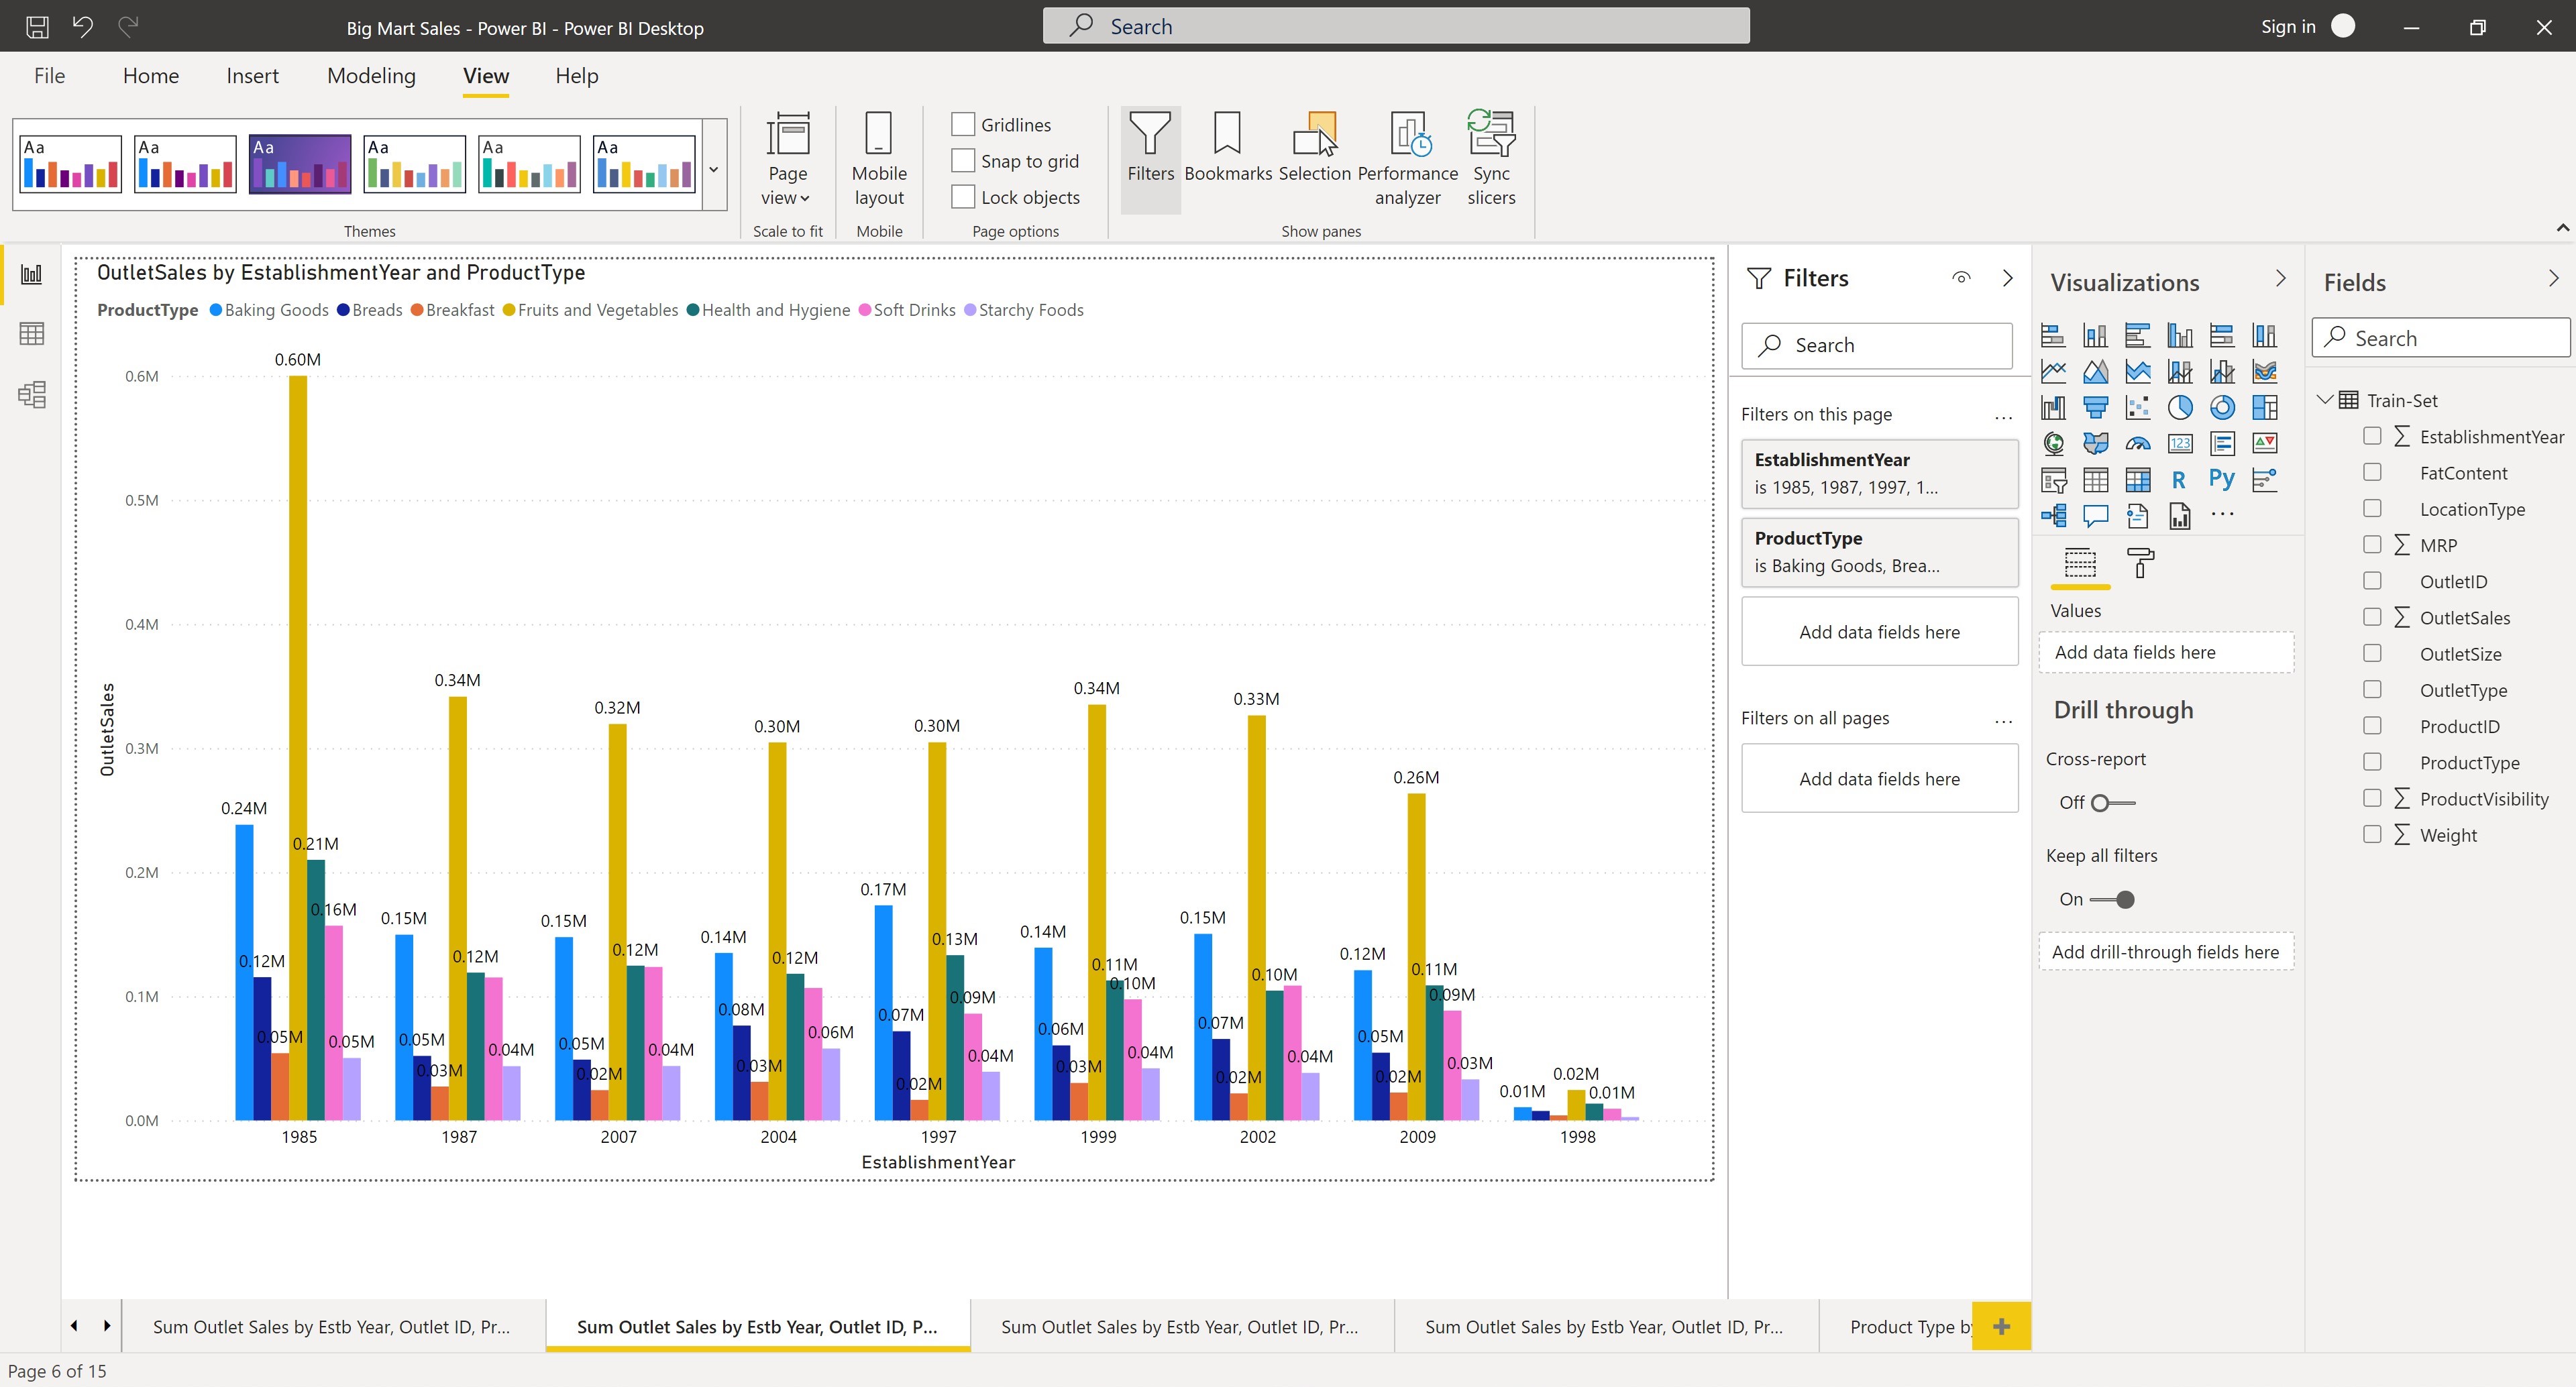 Big Mart Sales - Power BI - Power BI Desktop
Search
Sign in
File Home Insert Modeling View Help
Aa Aa Aa Aa Aa Aa
Themes
Page view
Scale to fit
Mobile layout
Mobile
Gridlines
Snap to grid
Lock objects
Page options
Filters
Bookmarks
Selection
Performance analyzer
Sync slicers
Show panes
OutletSales by EstablishmentYear and ProductType
ProductType Baking Goods Breads Breakfast Fruits and Vegetables Health and Hygiene Soft Drinks Starchy Foods
OutletSales
0.6M
0.5M
0.4M
0.3M
0.2M
0.1M
0.0M
0.24M 0.12M 0.05M 0.60M 0.21M 0.16M 0.05M
0.15M 0.05M 0.03M 0.34M 0.12M 0.04M
0.15M 0.05M 0.02M 0.32M 0.12M 0.04M
0.14M 0.08M 0.03M 0.30M 0.12M 0.06M
0.17M 0.07M 0.02M 0.30M 0.13M 0.09M 0.04M
0.14M 0.06M 0.03M 0.34M 0.11M 0.10M 0.04M
0.15M 0.07M 0.02M 0.33M 0.10M 0.04M
0.12M 0.05M 0.02M 0.26M 0.11M 0.09M 0.03M
0.01M 0.02M 0.01M
1985 1987 2007 2004 1997 1999 2002 2009 1998
EstablishmentYear
Filters
Search
Filters on this page ...
EstablishmentYear
is 1985, 1987, 1997, 1...
ProductType
is Baking Goods, Brea...
Add data fields here
Filters on all pages ...
Add data fields here
Visualizations
123
R Py
...
Values
Add data fields here
Drill through
Cross-report
Off
Keep all filters
On
Add drill-through fields here
Fields
Search
Train-Set
∑ EstablishmentYear
FatContent
LocationType
∑ MRP
OutletID
∑ OutletSales
OutletSize
OutletType
ProductID
ProductType
∑ ProductVisibility
∑ Weight
Sum Outlet Sales by Estb Year, Outlet ID, Pr...
Sum Outlet Sales by Estb Year, Outlet ID, P...
Sum Outlet Sales by Estb Year, Outlet ID, Pr...
Sum Outlet Sales by Estb Year, Outlet ID, Pr...
Product Type by
Page 6 of 15